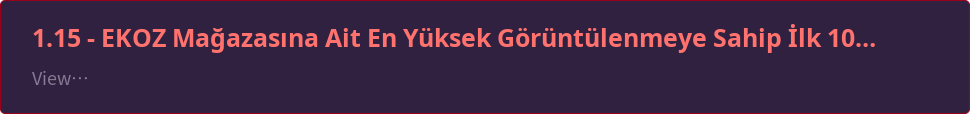 1.15 - EKOZ Mağazasına Ait En Yüksek Görüntülenmeye Sahip İlk 10...
View···